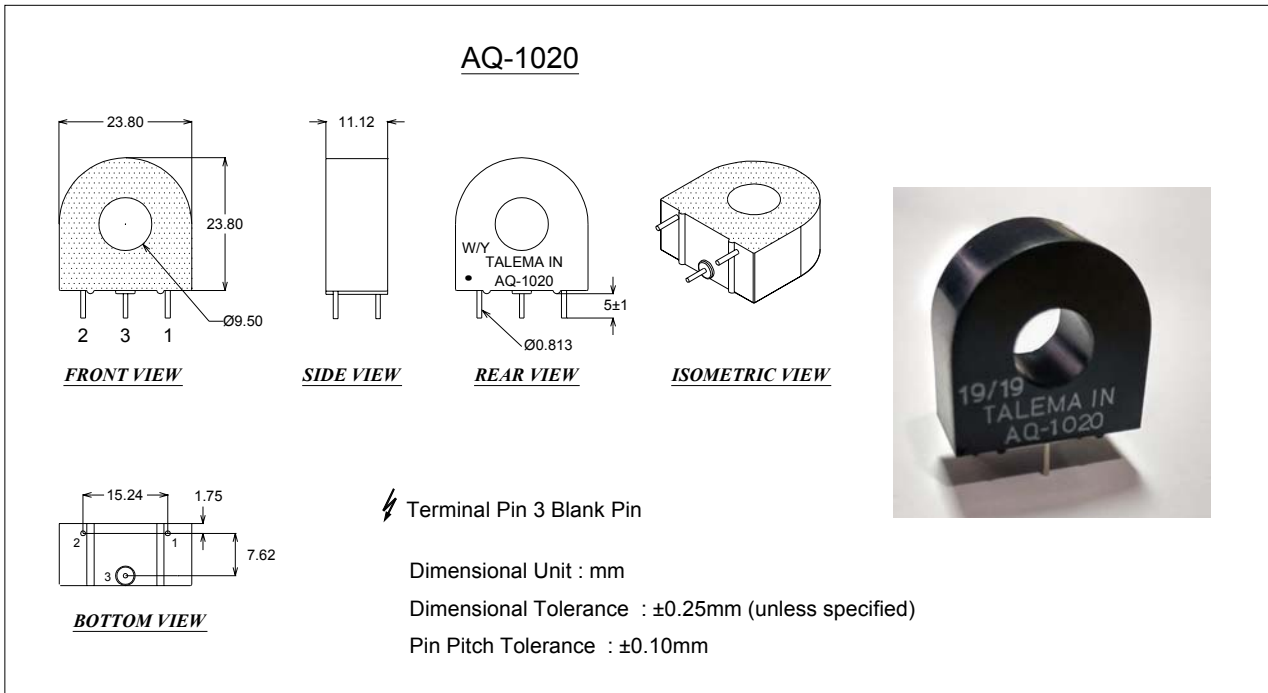 AQ-1020
23.80
11.12
23.80
W/Y
TALEMA IN
AQ-1020
5±1
Ø9.50
Ø0.813
2 3 1
FRONT VIEW
SIDE VIEW
REAR VIEW
ISOMETRIC VIEW
19/19
TALEMA IN
AQ-1020
15.24
1.75
2
1
7.62
3
BOTTOM VIEW
Terminal Pin 3 Blank Pin
Dimensional Unit : mm
Dimensional Tolerance : ±0.25mm (unless specified)
Pin Pitch Tolerance : ±0.10mm